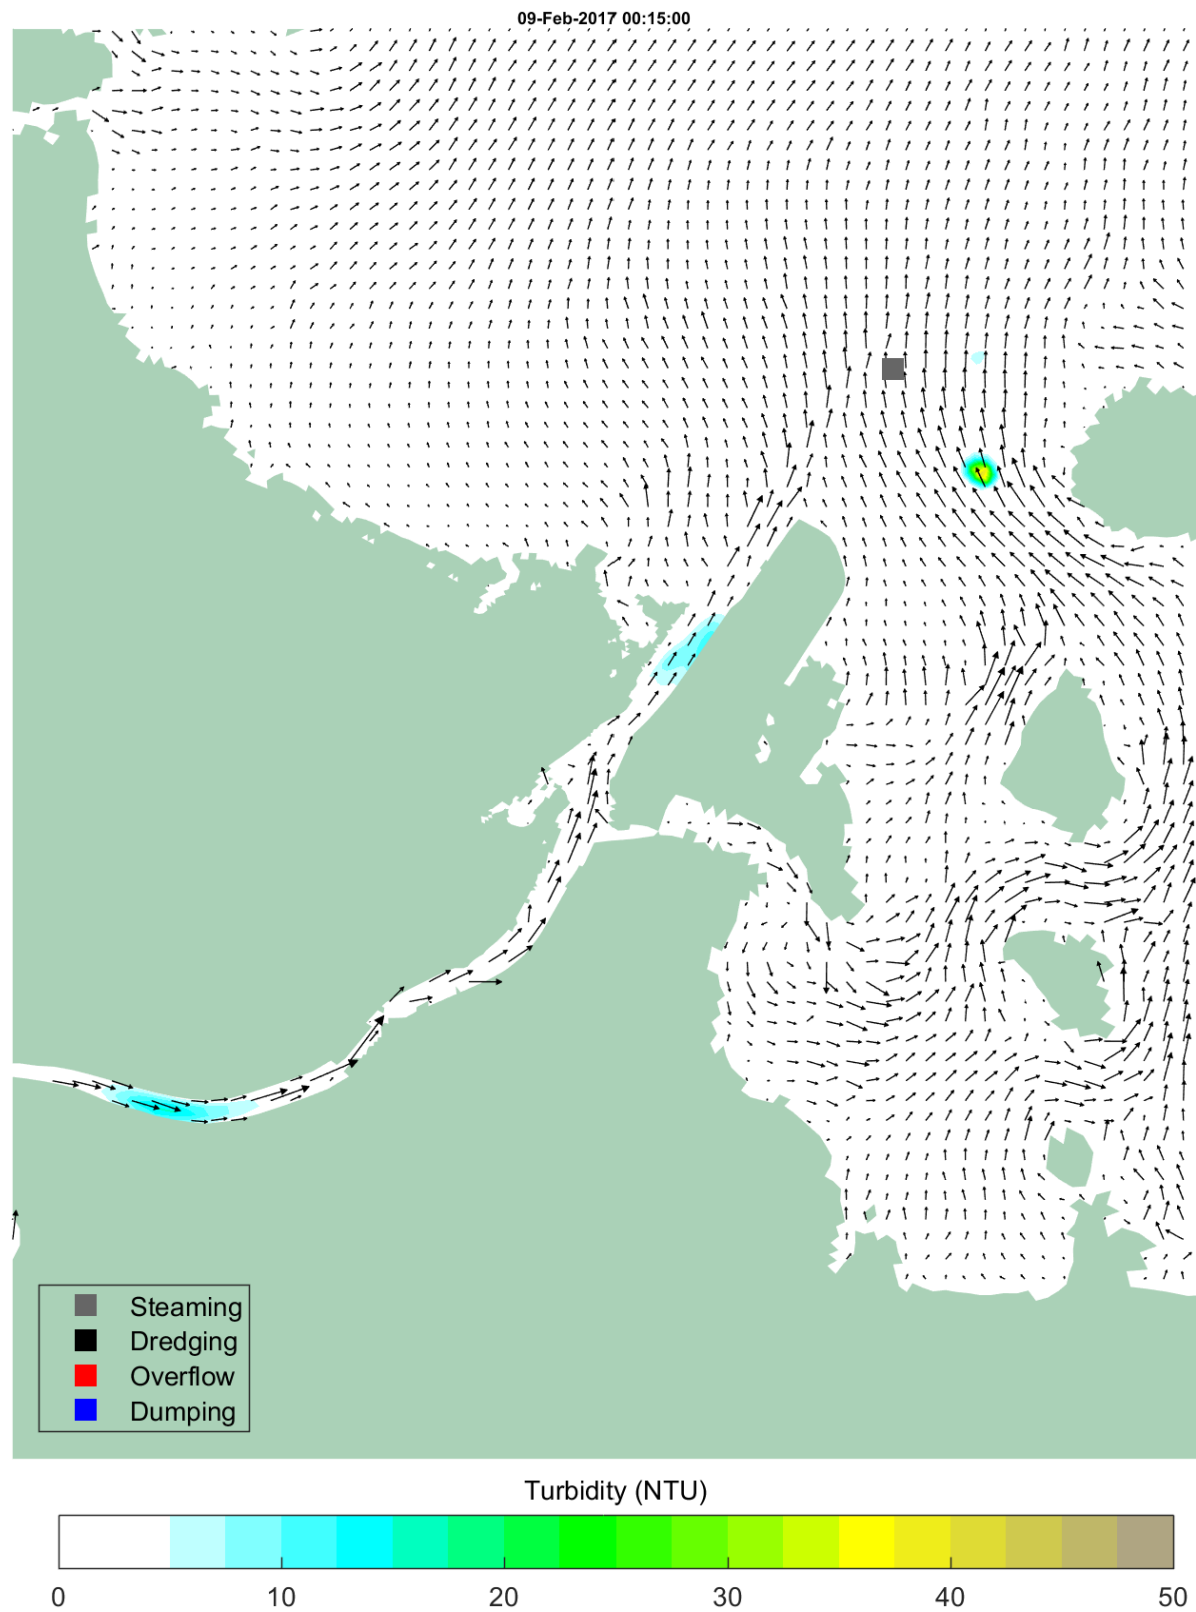 09-Feb-2017 00:15:00
Steaming
Dredging
Overflow
Dumping
Turbidity (NTU)
0 10 20 30 40 50